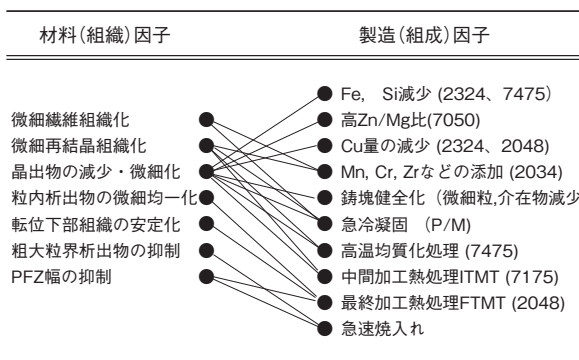 材料（組織）因子 製造（組成）因子
Fe, Si減少 (2324、7475)
微細繊維組織化 高Zn/Mg比(7050)
微細再結晶組織化 Cu量の減少 (2324、2048)
晶出物の減少・微細化 Mn, Cr, Zrなどの添加 (2034)
粒内析出物の微細均一化 鋳塊健全化（微細粒,介在物減少
転位下部組織の安定化 急冷凝固 (P/M)
粗大粒界析出物の抑制 高温均質化処理 (7475)
PFZ幅の抑制 中間加工熱処理ITMT (7175)
最終加工熱処理FTMT (2048)
急速焼入れ